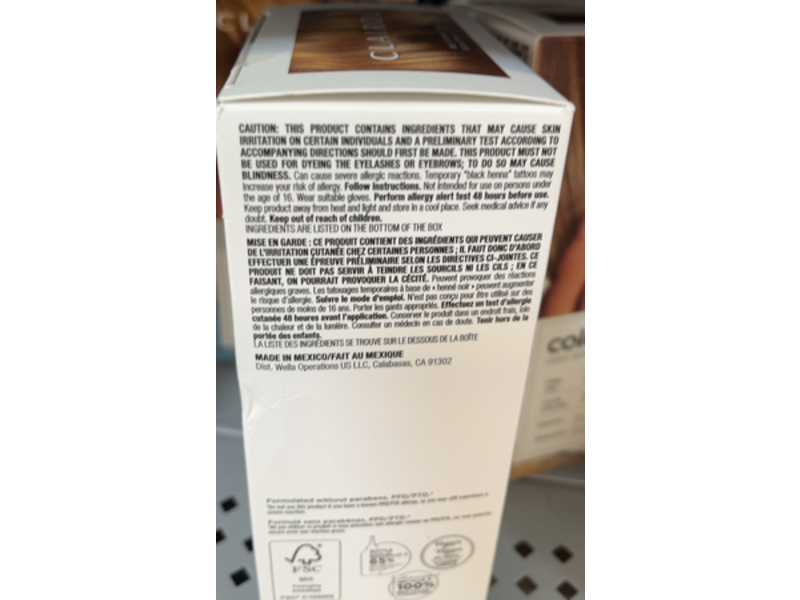 CLAIROL
CAUTION: THIS PRODUCT CONTAINS INGREDIENTS THAT MAY CAUSE SKIN
IRRITATION ON CERTAIN INDIVIDUALS AND A PRELIMINARY TEST ACCORDING TO
ACCOMPANYING DIRECTIONS SHOULD FIRST BE MADE. THIS PRODUCT MUST NOT
BE USED FOR DYEING THE EYELASHES OR EYEBROWS; TO DO SO MAY CAUSE
BLINDNESS. Can cause severe allergic reactions. Temporary "black henna" tattoos may
increase your risk of allergy. Follow instructions. Not intended for use on persons under
the age of 16. Wear suitable gloves. Perform allergy alert test 48 hours before use.
Keep product away from heat and light and store in a cool place. Seek medical advice if any
doubt. Keep out of reach of children.
INGREDIENTS ARE LISTED ON THE BOTTOM OF THE BOX
MISE EN GARDE : CE PRODUIT CONTIENT DES INGRÉDIENTS QUI PEUVENT CAUSER
DE L'IRRITATION CUTANÉE CHEZ CERTAINES PERSONNES ; IL FAUT DONC D'ABORD
EFFECTUER UNE ÉPREUVE PRÉLIMINAIRE SELON LES DIRECTIVES CI-JOINTES. CE
PRODUIT NE DOIT PAS SERVIR À TEINDRE LES SOURCILS NI LES CILS ; EN CE
FAISANT, ON POURRAIT PROVOQUER LA CÉCITÉ. Peuvent provoquer des réactions
allergiques graves. Les tatouages temporaires à base de « henné noir » peuvent augmenter
le risque d'allergie. Suivre le mode d'emploi. N'est pas conçu pour être utilisé sur des
personnes de moins de 16 ans. Porter les gants appropriés. Effectuez un test d'allergie
cutanée 48 heures avant l'application. Conserver le produit dans un endroit frais, loin
de la chaleur et de la lumière. Consulter un médecin en cas de doute. Tenir hors de la
portée des enfants.
LA LISTE DES INGRÉDIENTS SE TROUVE SUR LE DESSOUS DE LA BOÎTE
MADE IN MEXICO/FAIT AU MEXIQUE
Dist. Wella Operations US LLC, Calabasas, CA 91302
Formulated without parabens, PPD/PTD.*
Formulé sans parabènes, PPD/PTD.*
FSC
MIX
65%
Vegan
100%